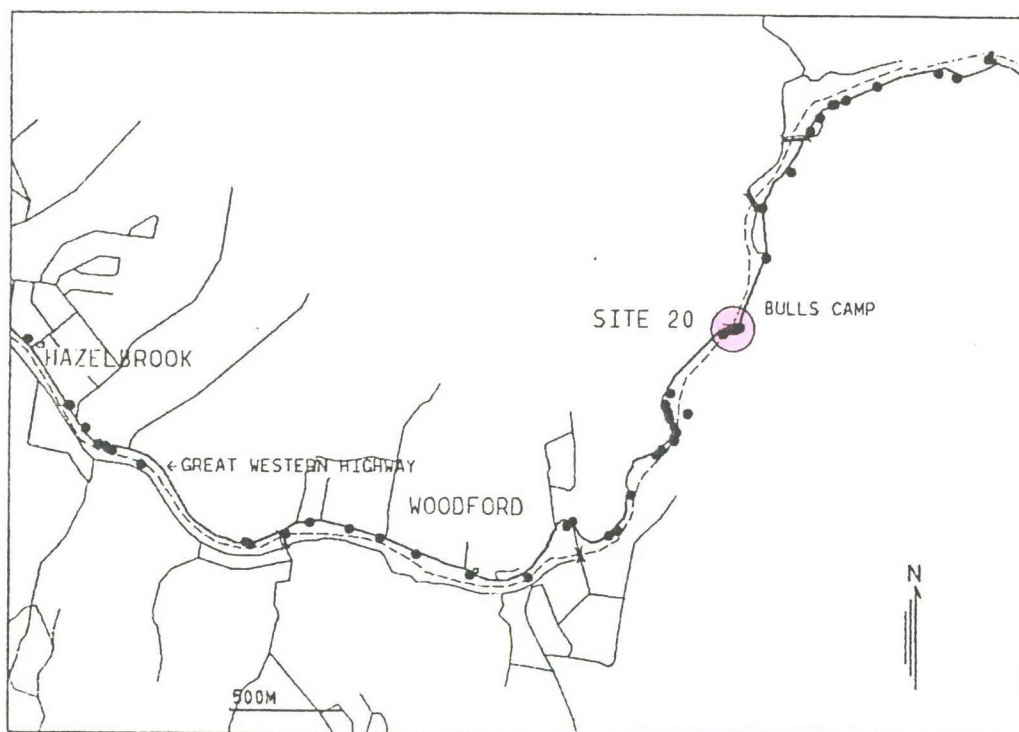 SITE 20
BULLS CAMP
HAZELBROOK
←GREAT WESTERN HIGHWAY
WOODFORD
N
500M